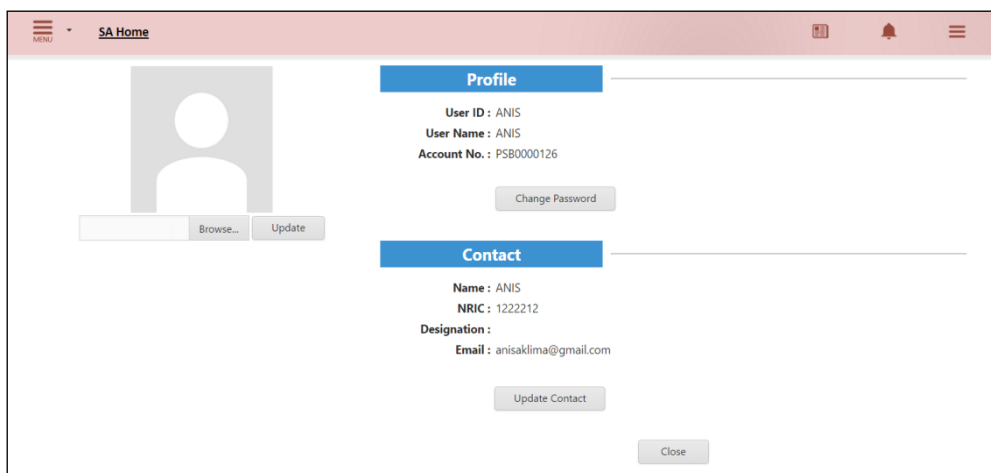 MENU
SA Home
Profile
User ID : ANIS
User Name : ANIS
Account No. : PSB0000126
Change Password
Browse... Update
Contact
Name : ANIS
NRIC : 1222212
Designation :
Email : anisaklima@gmail.com
Update Contact
Close